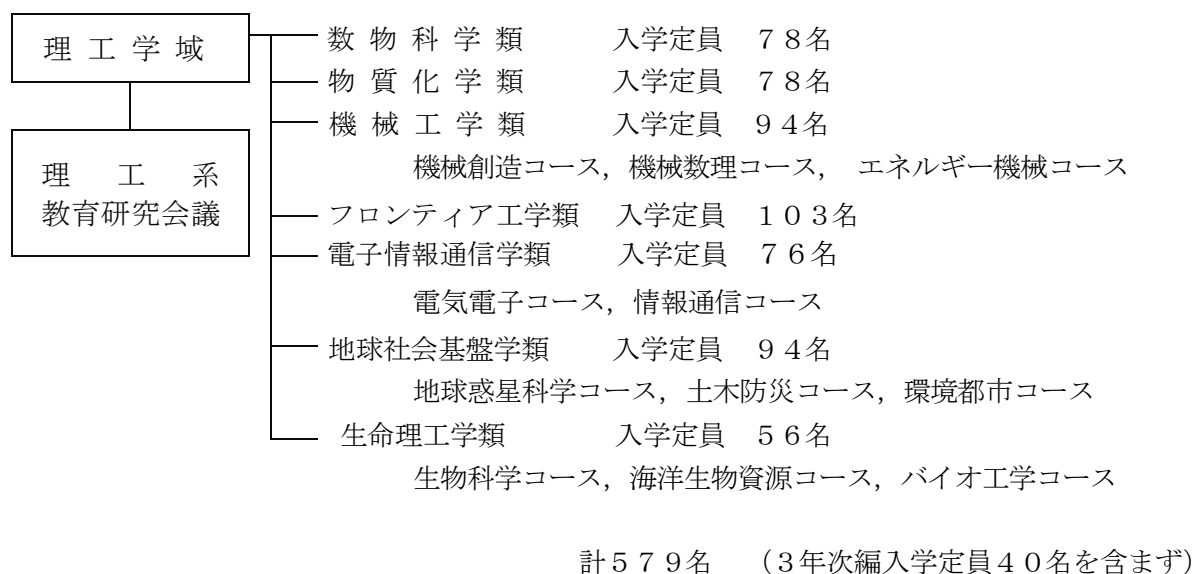 理工学域
数物科学類 入学定員 78名
物質化学類 入学定員 78名
機械工学類 入学定員 94名
機械創造コース，機械数理コース， エネルギー機械コース
理工系
教育研究会議
フロンティア工学類 入学定員 103名
電子情報通信学類 入学定員 76名
電気電子コース，情報通信コース
地球社会基盤学類 入学定員 94名
地球惑星科学コース，土木防災コース，環境都市コース
生命理工学類 入学定員 56名
生物科学コース，海洋生物資源コース，バイオ工学コース
計579名 （3年次編入学定員40名を含まず）